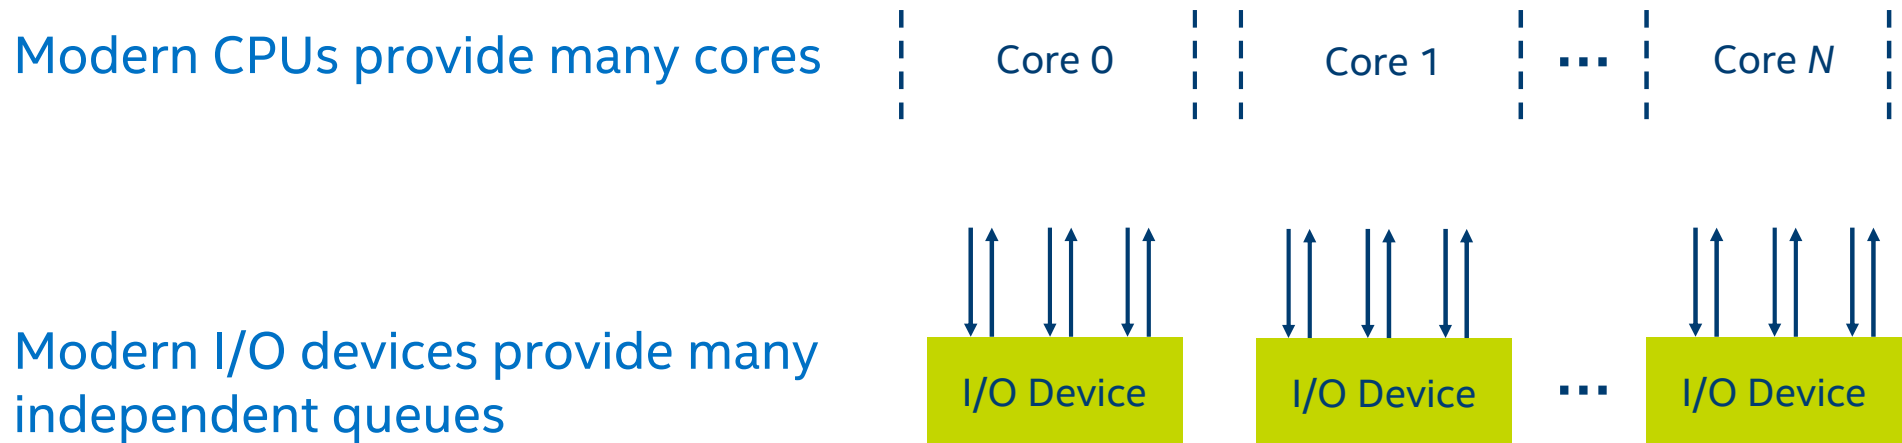 Modern CPUs provide many cores
Core 0
Core 1
...
Core N
Modern I/O devices provide many
independent queues
I/O Device
I/O Device
...
I/O Device